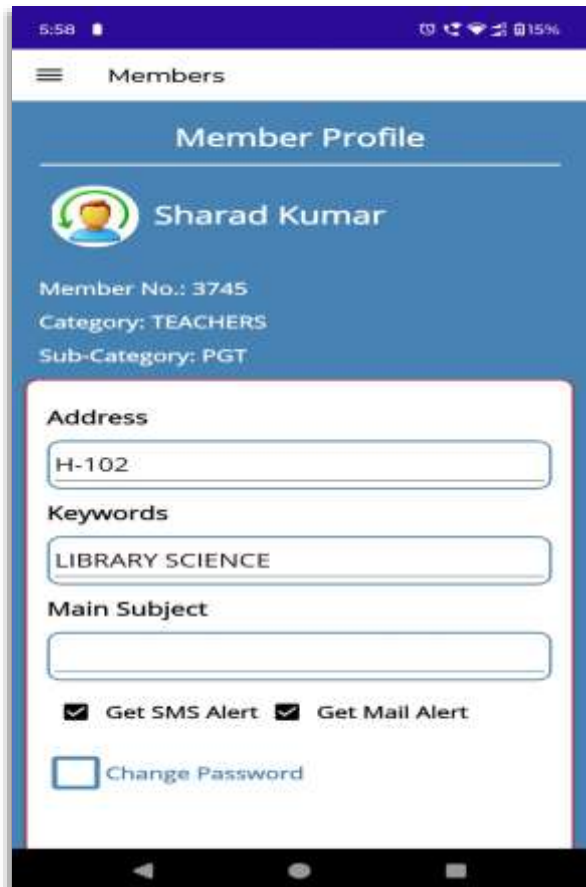 5:58 15%
Members
Member Profile
Sharad Kumar
Member No.: 3745
Category: TEACHERS
Sub-Category: PGT
Address
H-102
Keywords
LIBRARY SCIENCE
Main Subject
Get SMS Alert Get Mail Alert
Change Password